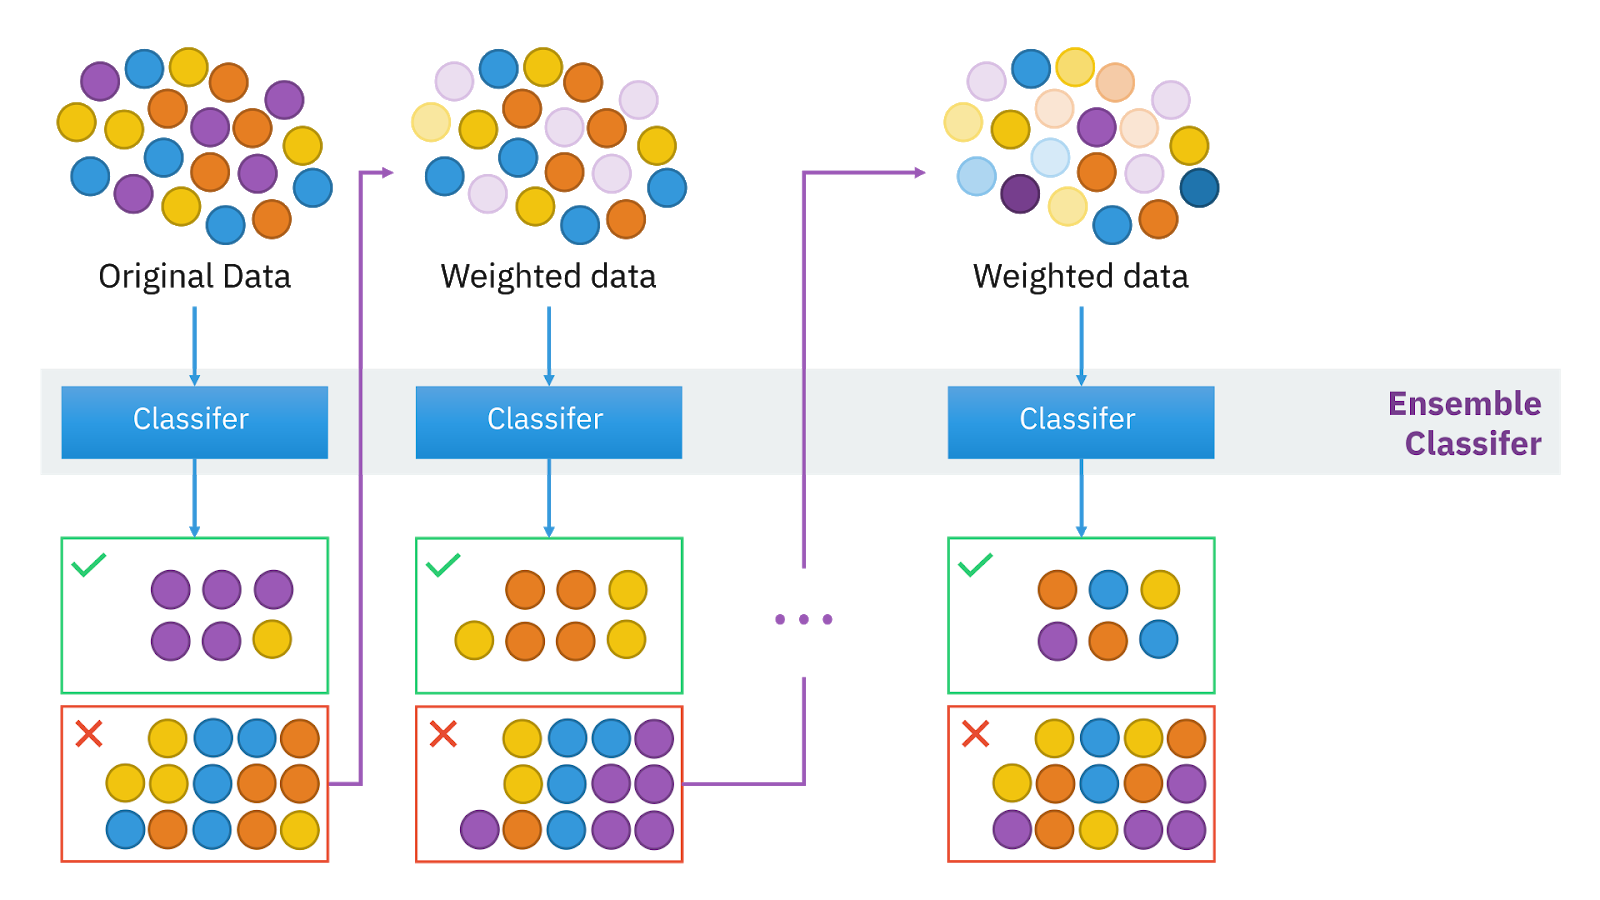 Original Data
Weighted data
Weighted data
Classifer
Classifer
Classifer
Ensemble
Classifer